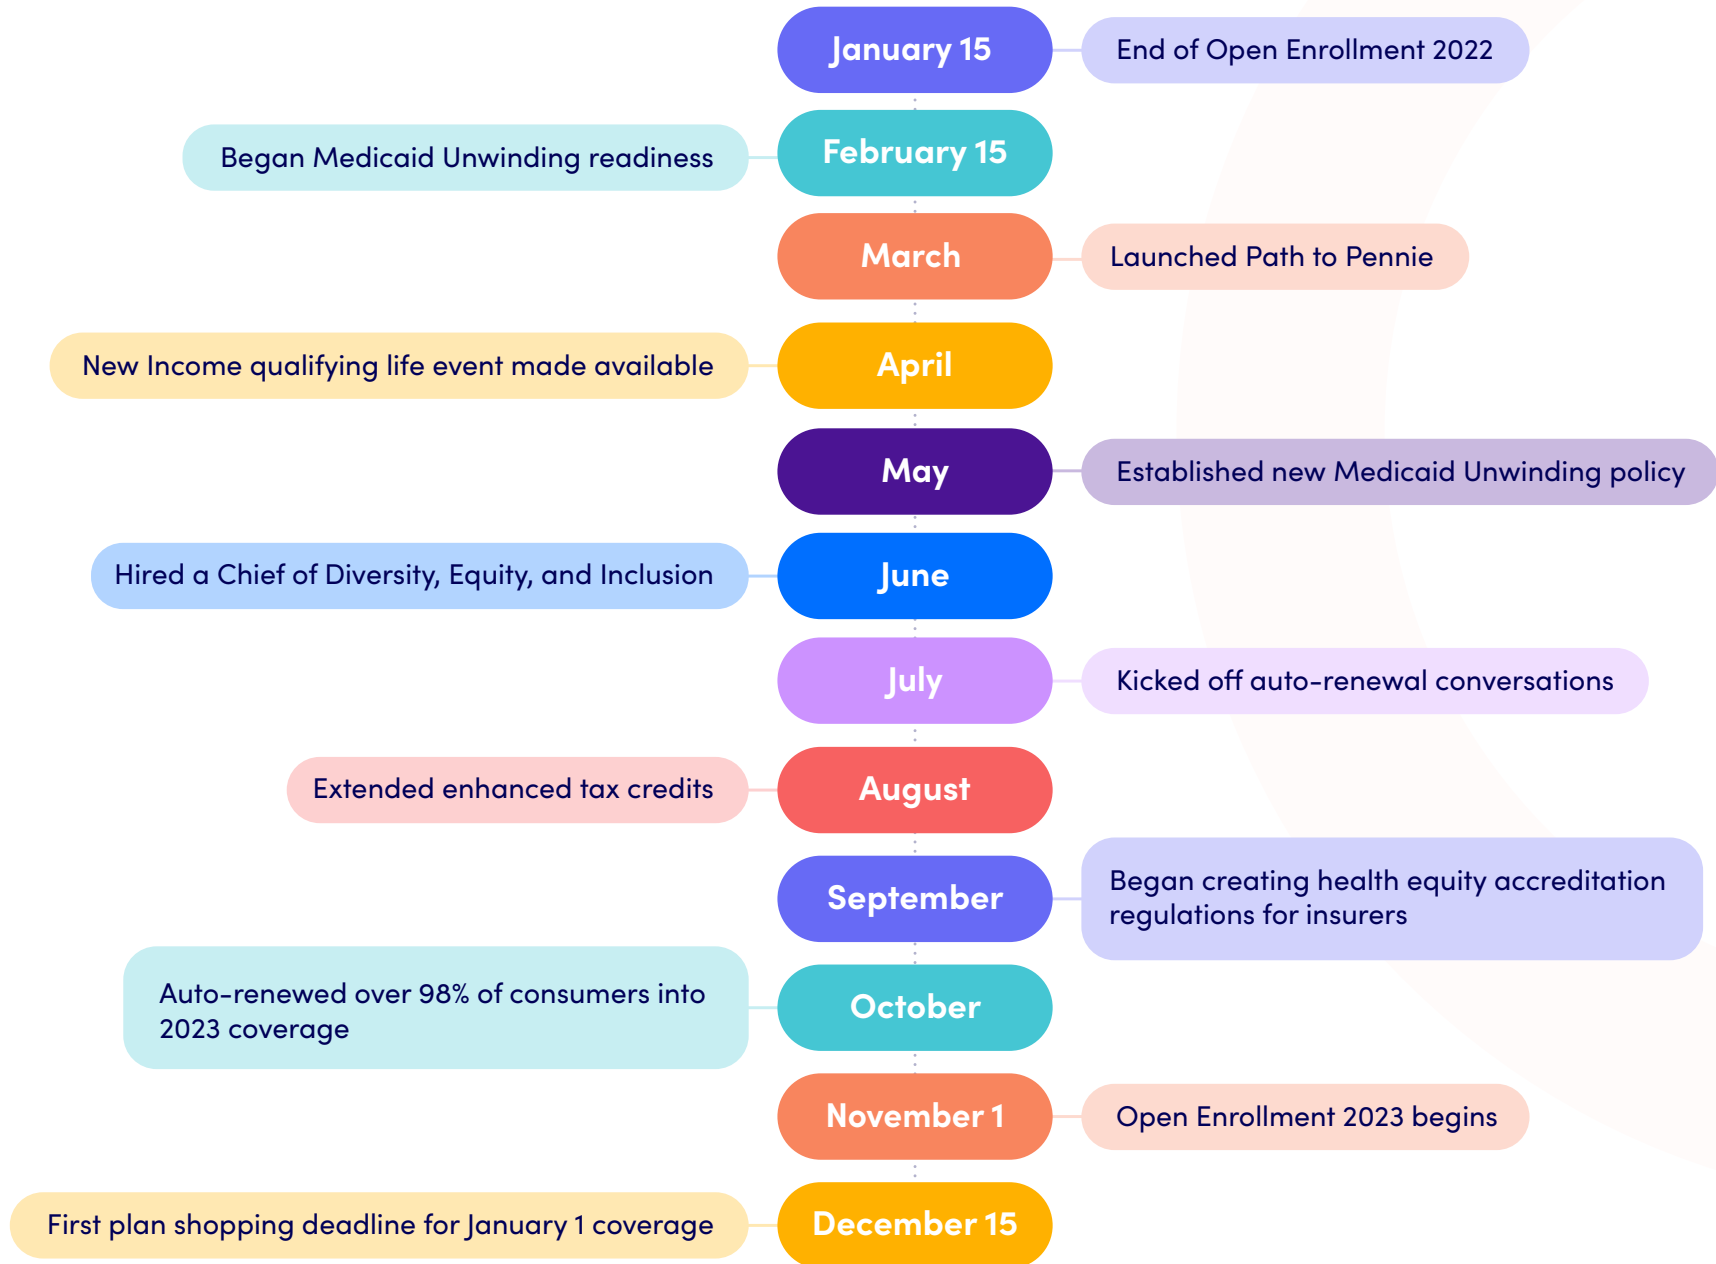 January 15
End of Open Enrollment 2022
February 15
Began Medicaid Unwinding readiness
March
Launched Path to Pennie
April
New Income qualifying life event made available
May
Established new Medicaid Unwinding policy
June
Hired a Chief of Diversity, Equity, and Inclusion
July
Kicked off auto-renewal conversations
August
Extended enhanced tax credits
September
Began creating health equity accreditation
regulations for insurers
October
Auto-renewed over 98% of consumers into
2023 coverage
November 1
Open Enrollment 2023 begins
December 15
First plan shopping deadline for January 1 coverage